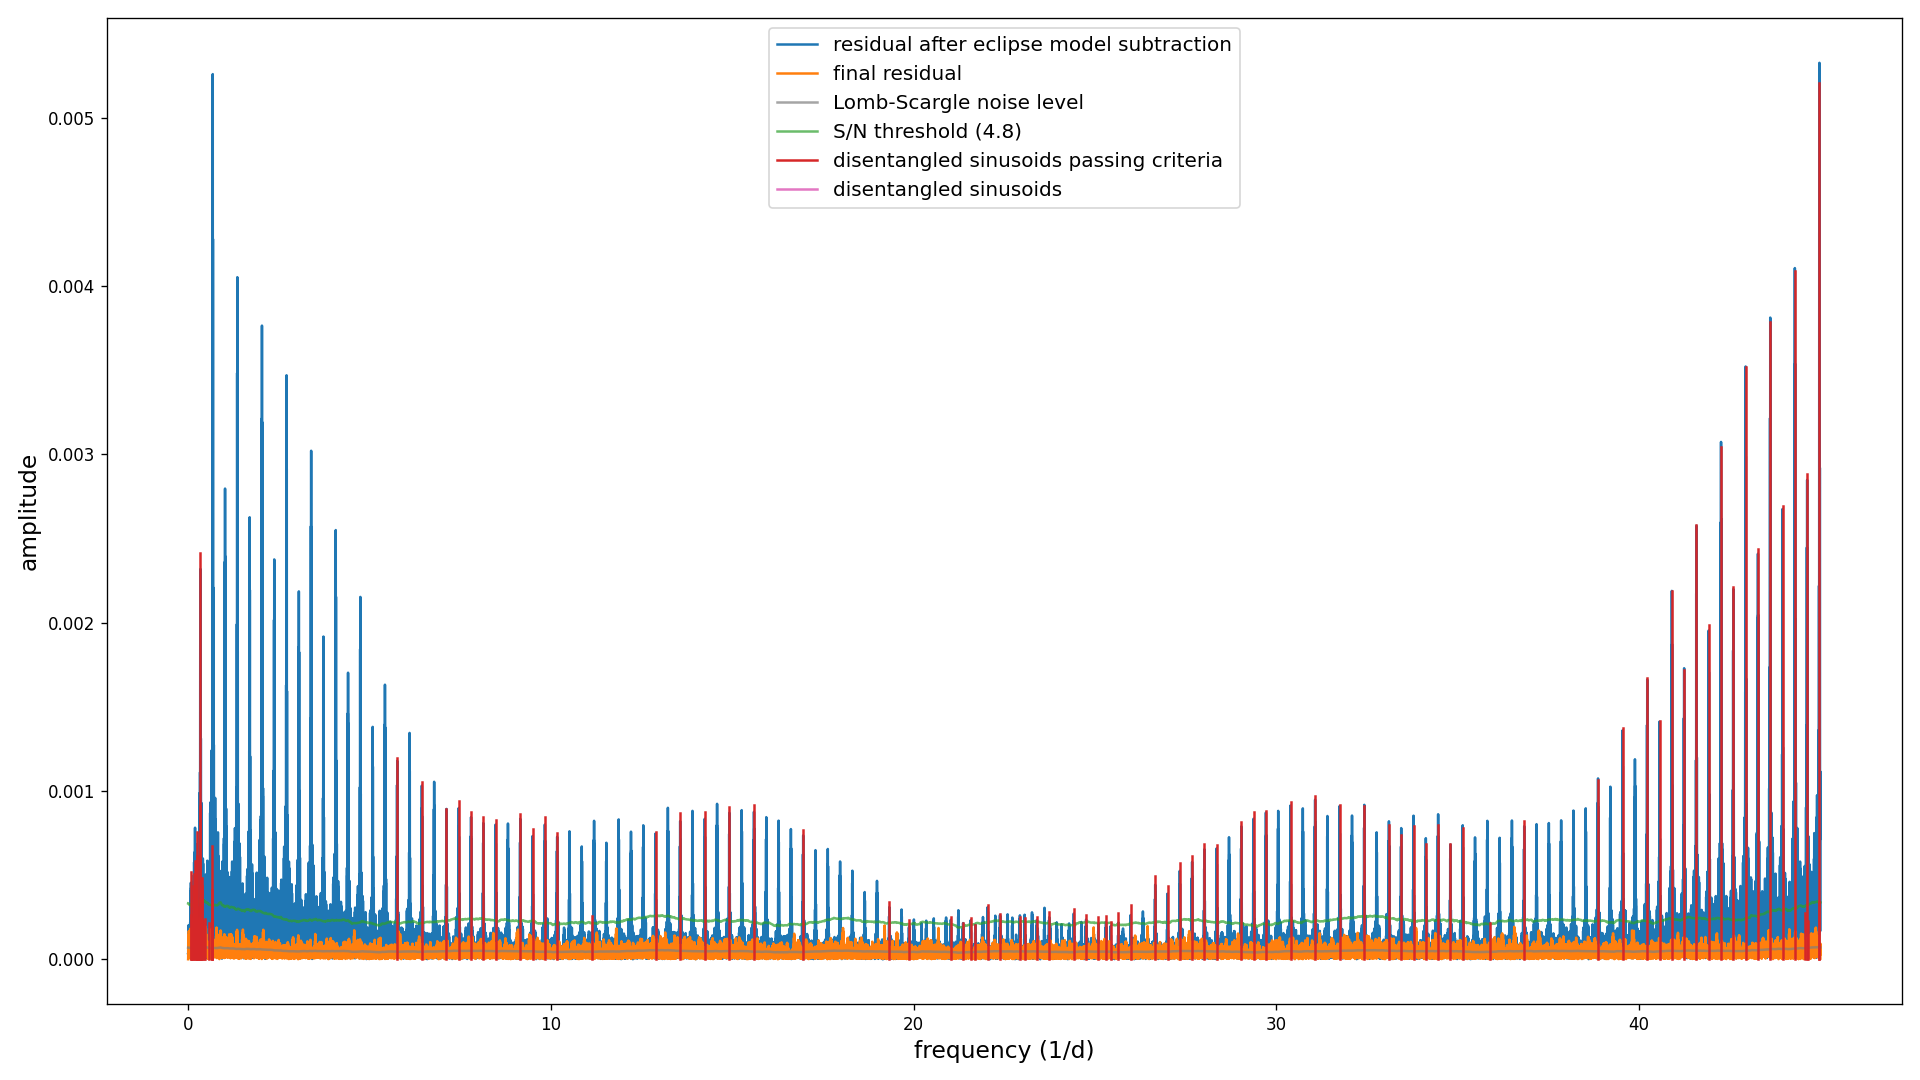 residual after eclipse model subtraction
final residual
Lomb-Scargle noise level
S/N threshold (4.8)
disentangled sinusoids passing criteria
disentangled sinusoids
0.005
0.004
0.003
0.002
0.001
0.000
amplitude
0 10 20 30 40
frequency (1/d)